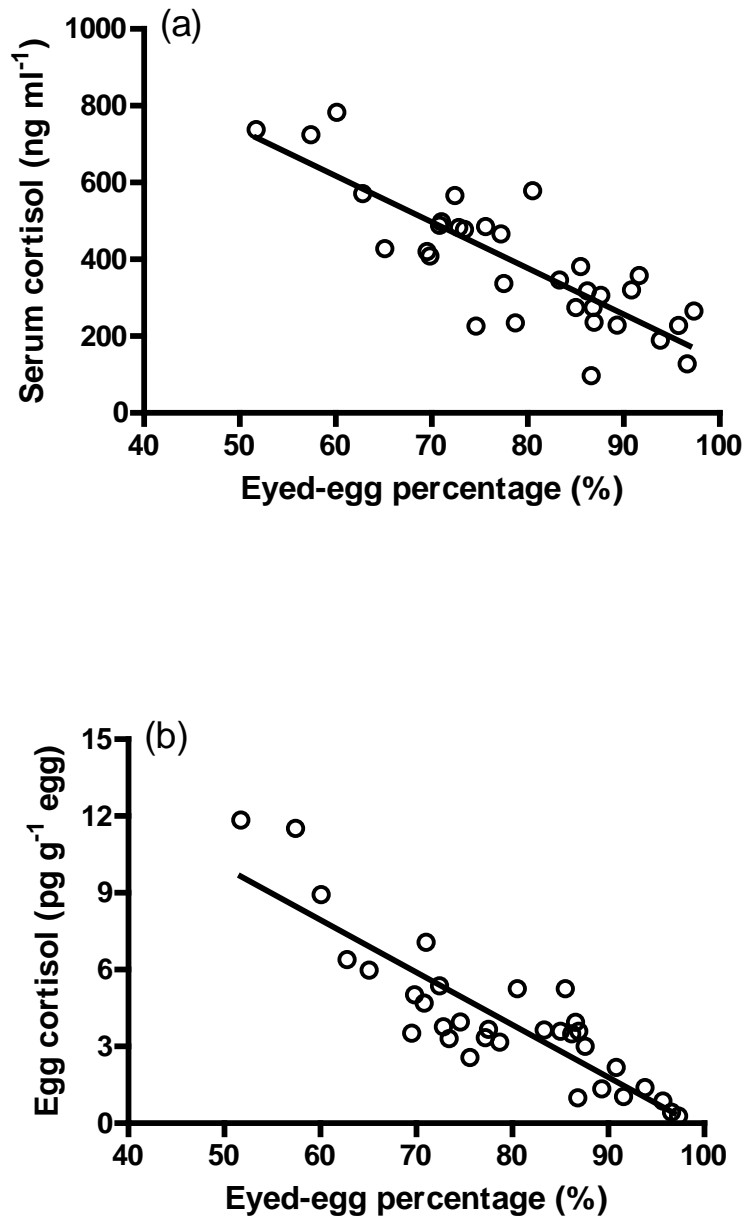 (a)
Serum cortisol (ng ml⁻¹)
1000
800
600
400
200
0
40 50 60 70 80 90 100
Eyed-egg percentage (%)
(b)
Egg cortisol (pg g⁻¹ egg)
15
12
9
6
3
0
40 50 60 70 80 90 100
Eyed-egg percentage (%)